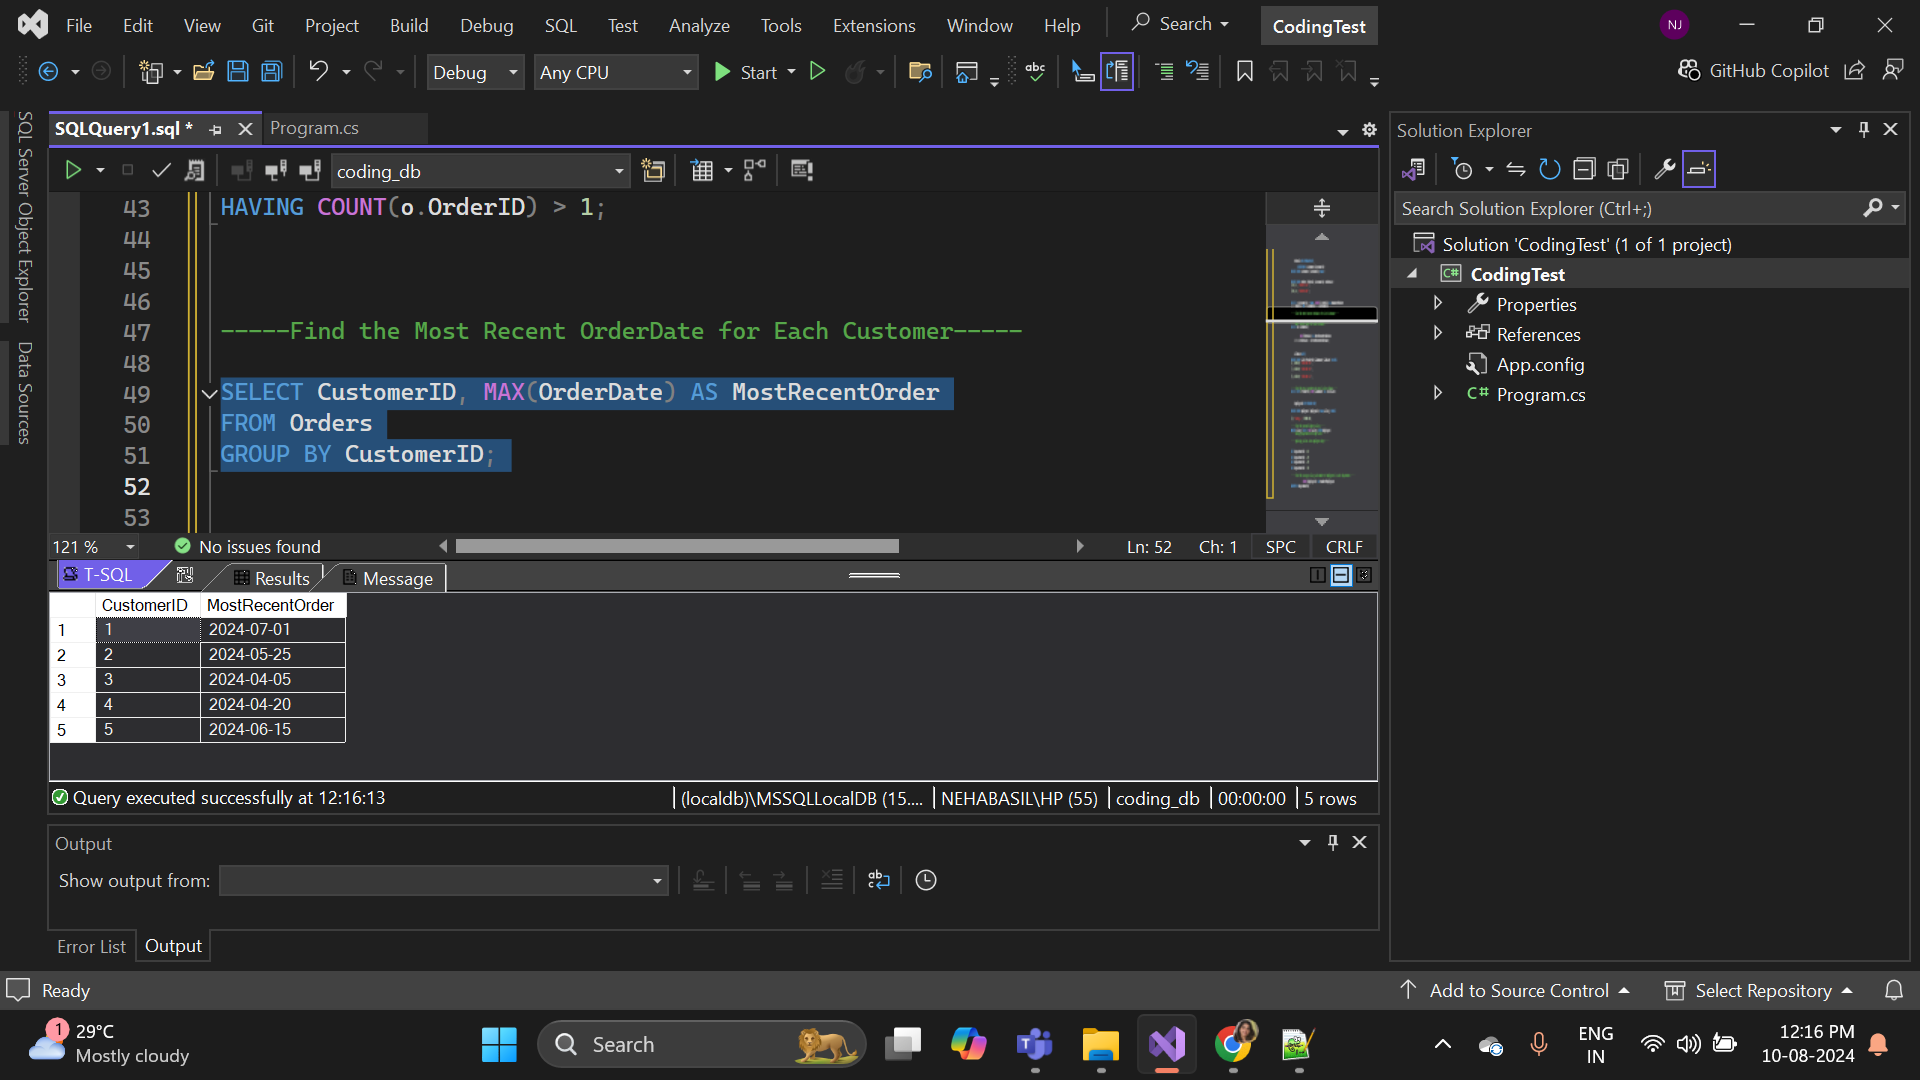 File Edit View Git Project Build Debug SQL Test Analyze Tools Extensions Window Help Search CodingTest NJ
Debug Any CPU Start GitHub Copilot
SQL Server Object Explorer
Data Sources
SQLQuery1.sql * Program.cs
coding_db
43 HAVING COUNT(o.OrderID) > 1;
44
45
46
47 -----Find the Most Recent OrderDate for Each Customer-----
48
49 SELECT CustomerID, MAX(OrderDate) AS MostRecentOrder
50 FROM Orders
51 GROUP BY CustomerID;
52
53
121 % No issues found Ln: 52 Ch: 1 SPC CRLF
T-SQL Results Message
CustomerID MostRecentOrder
1 1 2024-07-01
2 2 2024-05-25
3 3 2024-04-05
4 4 2024-04-20
5 5 2024-06-15
Query executed successfully at 12:16:13 (localdb)\MSSQLLocalDB (15.... NEHABASIL\HP (55) coding_db 00:00:00 5 rows
Output
Show output from:
Error List Output
Solution Explorer
Search Solution Explorer (Ctrl+;)
Solution 'CodingTest' (1 of 1 project)
C# CodingTest
Properties
References
App.config
C# Program.cs
Ready Add to Source Control Select Repository
1 29°C
Mostly cloudy
Search
ENG
IN
12:16 PM
10-08-2024